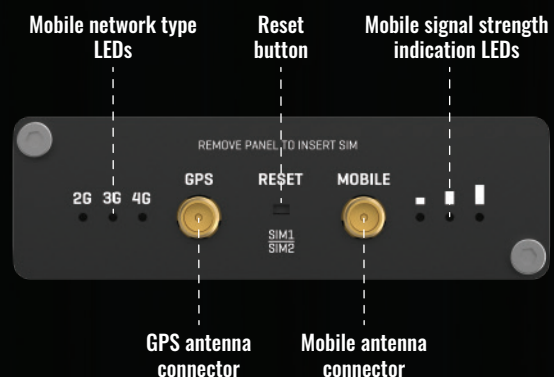 Mobile network type
LEDs
Reset
button
Mobile signal strength
indication LEDs
REMOVE PANEL TO INSERT SIM
GPS
RESET
MOBILE
2G 3G 4G
SIM1
SIM2
GPS antenna
connector
Mobile antenna
connector